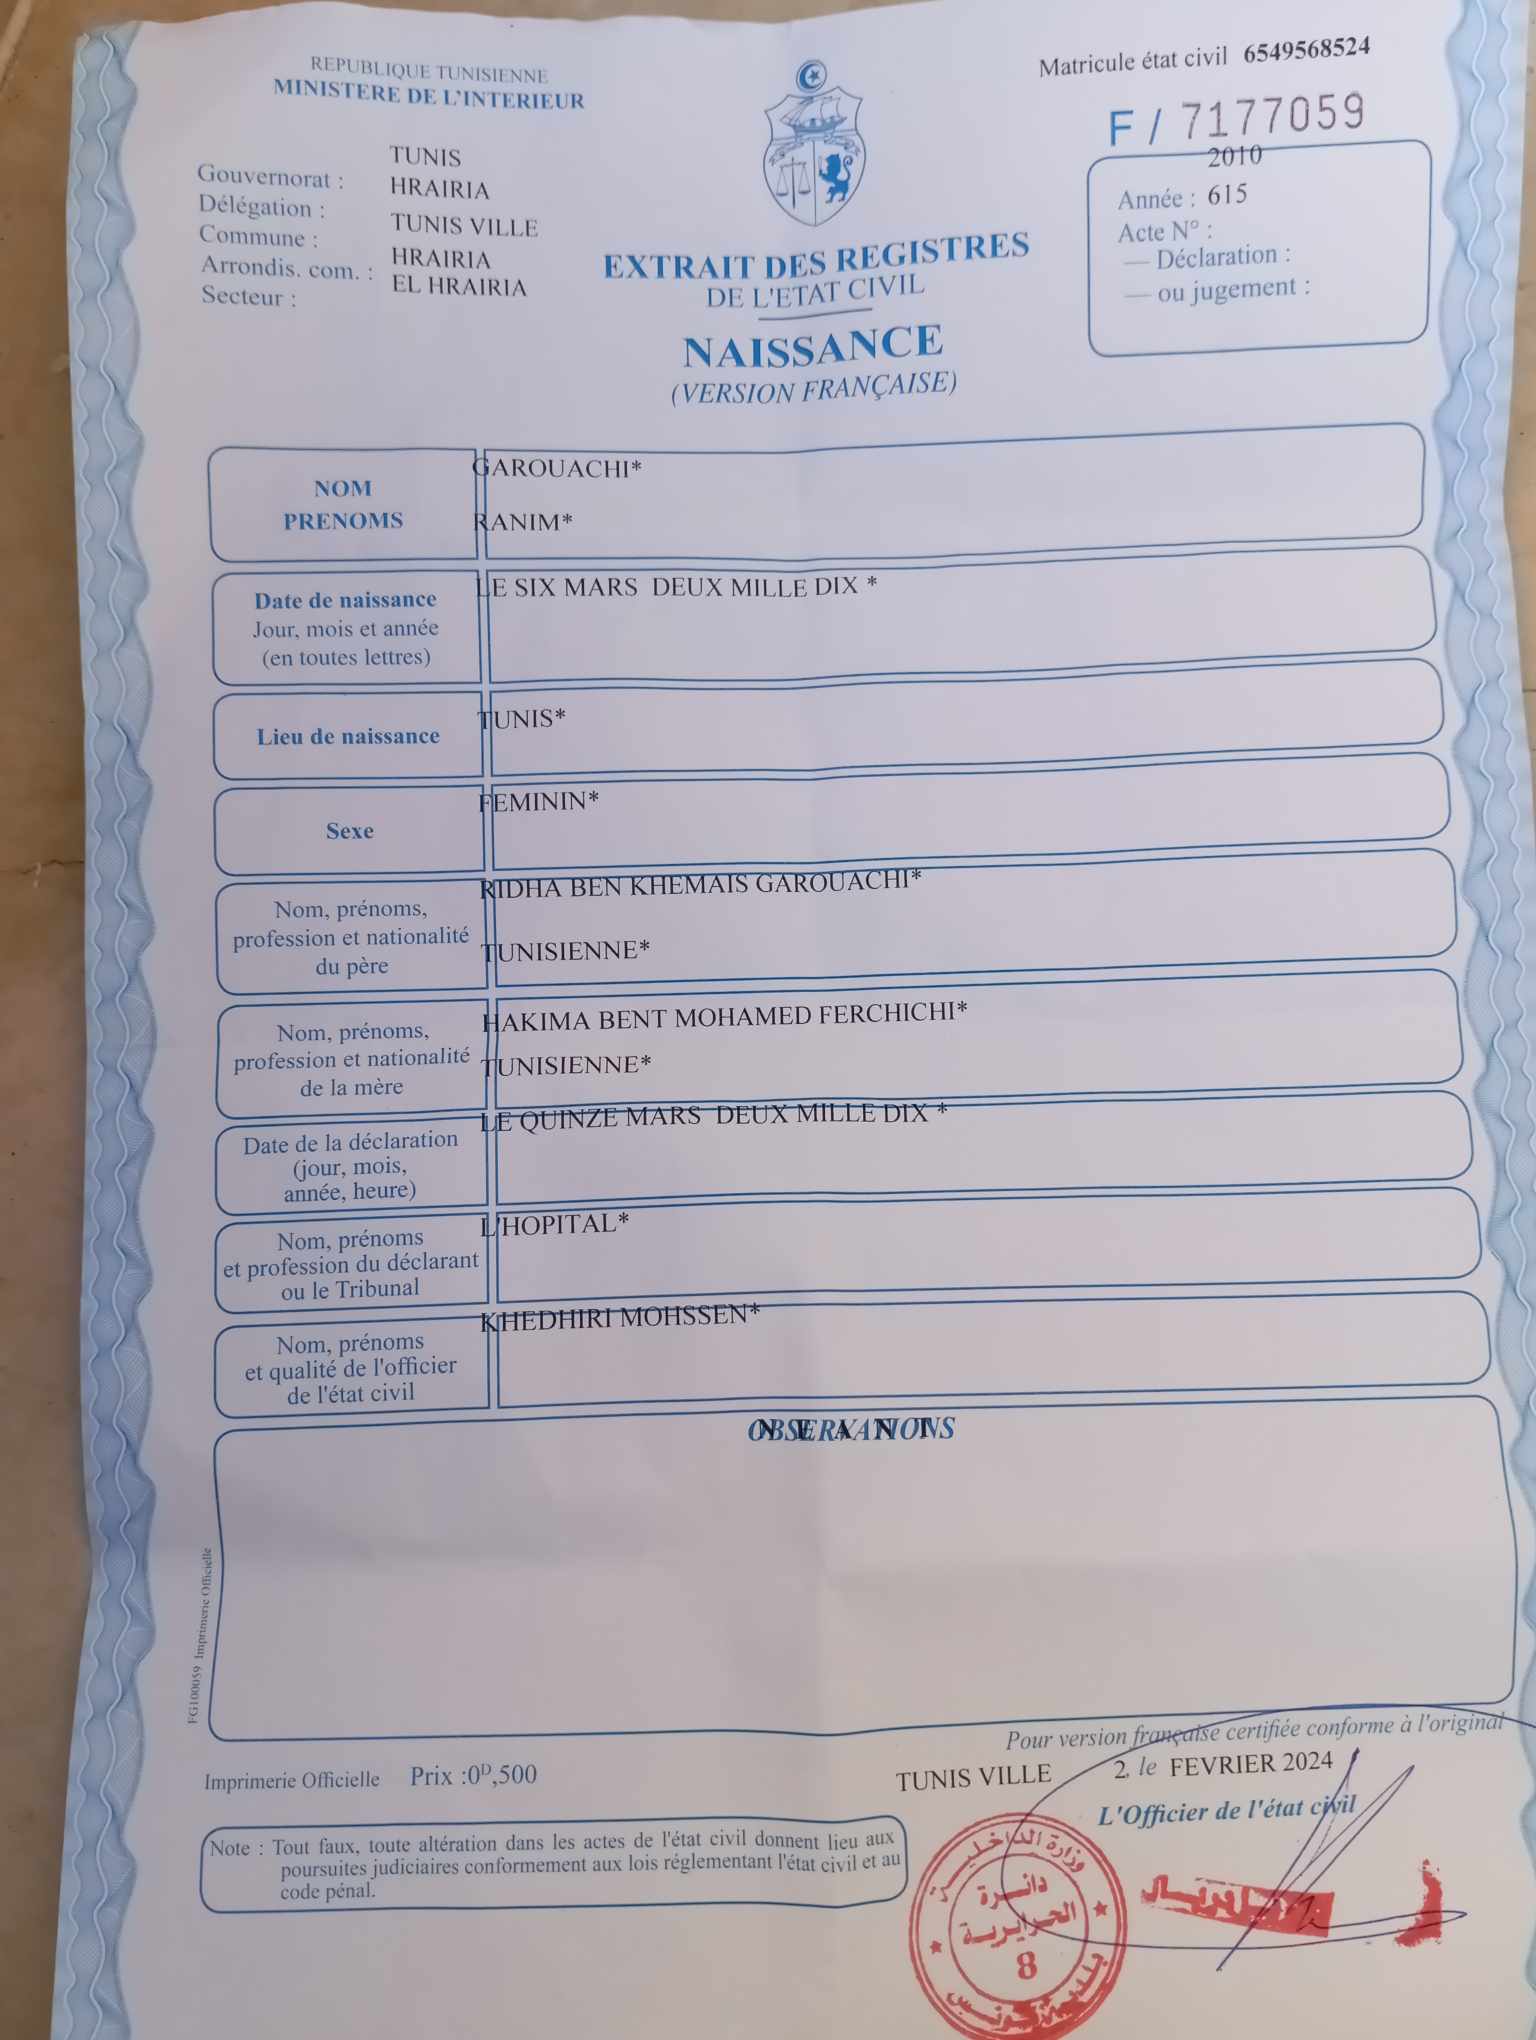 REPUBLIQUE TUNISIENNE
MINISTERE DE L'INTERIEUR
Matricule état civil 6549568524
F / 7177059
Gouvernorat : TUNIS
Délégation : HRAIRIA
Commune : TUNIS VILLE
Arrondis. com. : HRAIRIA
Secteur : EL HRAIRIA
2010
Année : 615
Acte N° :
— Déclaration :
— ou jugement :
EXTRAIT DES REGISTRES
DE L'ETAT CIVIL
NAISSANCE
(VERSION FRANÇAISE)
NOM
PRENOMS
GAROUACHI*
RANIM*
Date de naissance
Jour, mois et année
(en toutes lettres)
LE SIX MARS DEUX MILLE DIX *
Lieu de naissance
TUNIS*
Sexe
FEMININ*
Nom, prénoms,
profession et nationalité
du père
RIDHA BEN KHEMAIS GAROUACHI*
TUNISIENNE*
Nom, prénoms,
profession et nationalité
de la mère
HAKIMA BENT MOHAMED FERCHICHI*
TUNISIENNE*
Date de la déclaration
(jour, mois,
année, heure)
LE QUINZE MARS DEUX MILLE DIX *
Nom, prénoms
et profession du déclarant
ou le Tribunal
L'HOPITAL*
Nom, prénoms
et qualité de l'officier
de l'état civil
KHEDHIRI MOHSSEN*
OBSERVATIONS
N E A N T
FG100059 Imprimerie Officielle
Pour version française certifiée conforme à l'original
Imprimerie Officielle Prix :0ᴰ,500
TUNIS VILLE 2, le FEVRIER 2024
L'Officier de l'état civil
Note : Tout faux, toute altération dans les actes de l'état civil donnent lieu aux
poursuites judiciaires conformement aux lois réglementant l'état civil et au
code pénal.
وزارة الداخلية
دائرة
الحرايرية
8
بلدية تونس